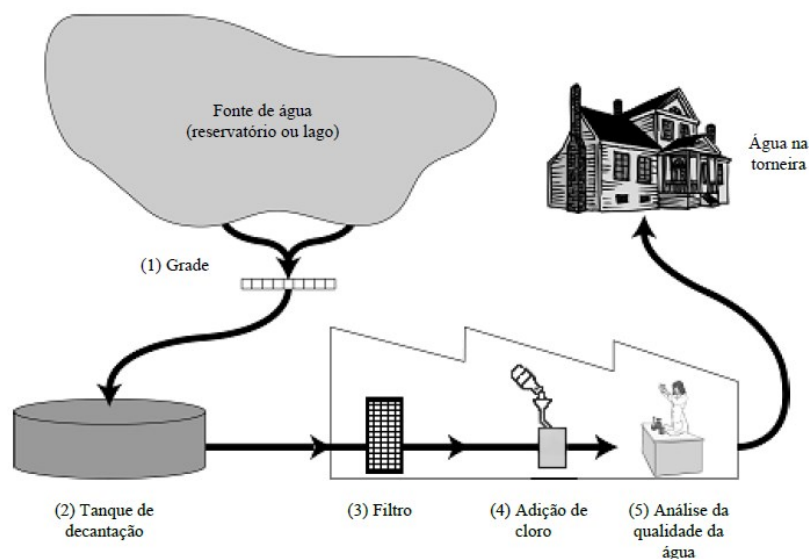 Fonte de água
(reservatório ou lago)
Água na
torneira
(1) Grade
(2) Tanque de
decantação
(3) Filtro
(4) Adição de
cloro
(5) Análise da
qualidade da
água